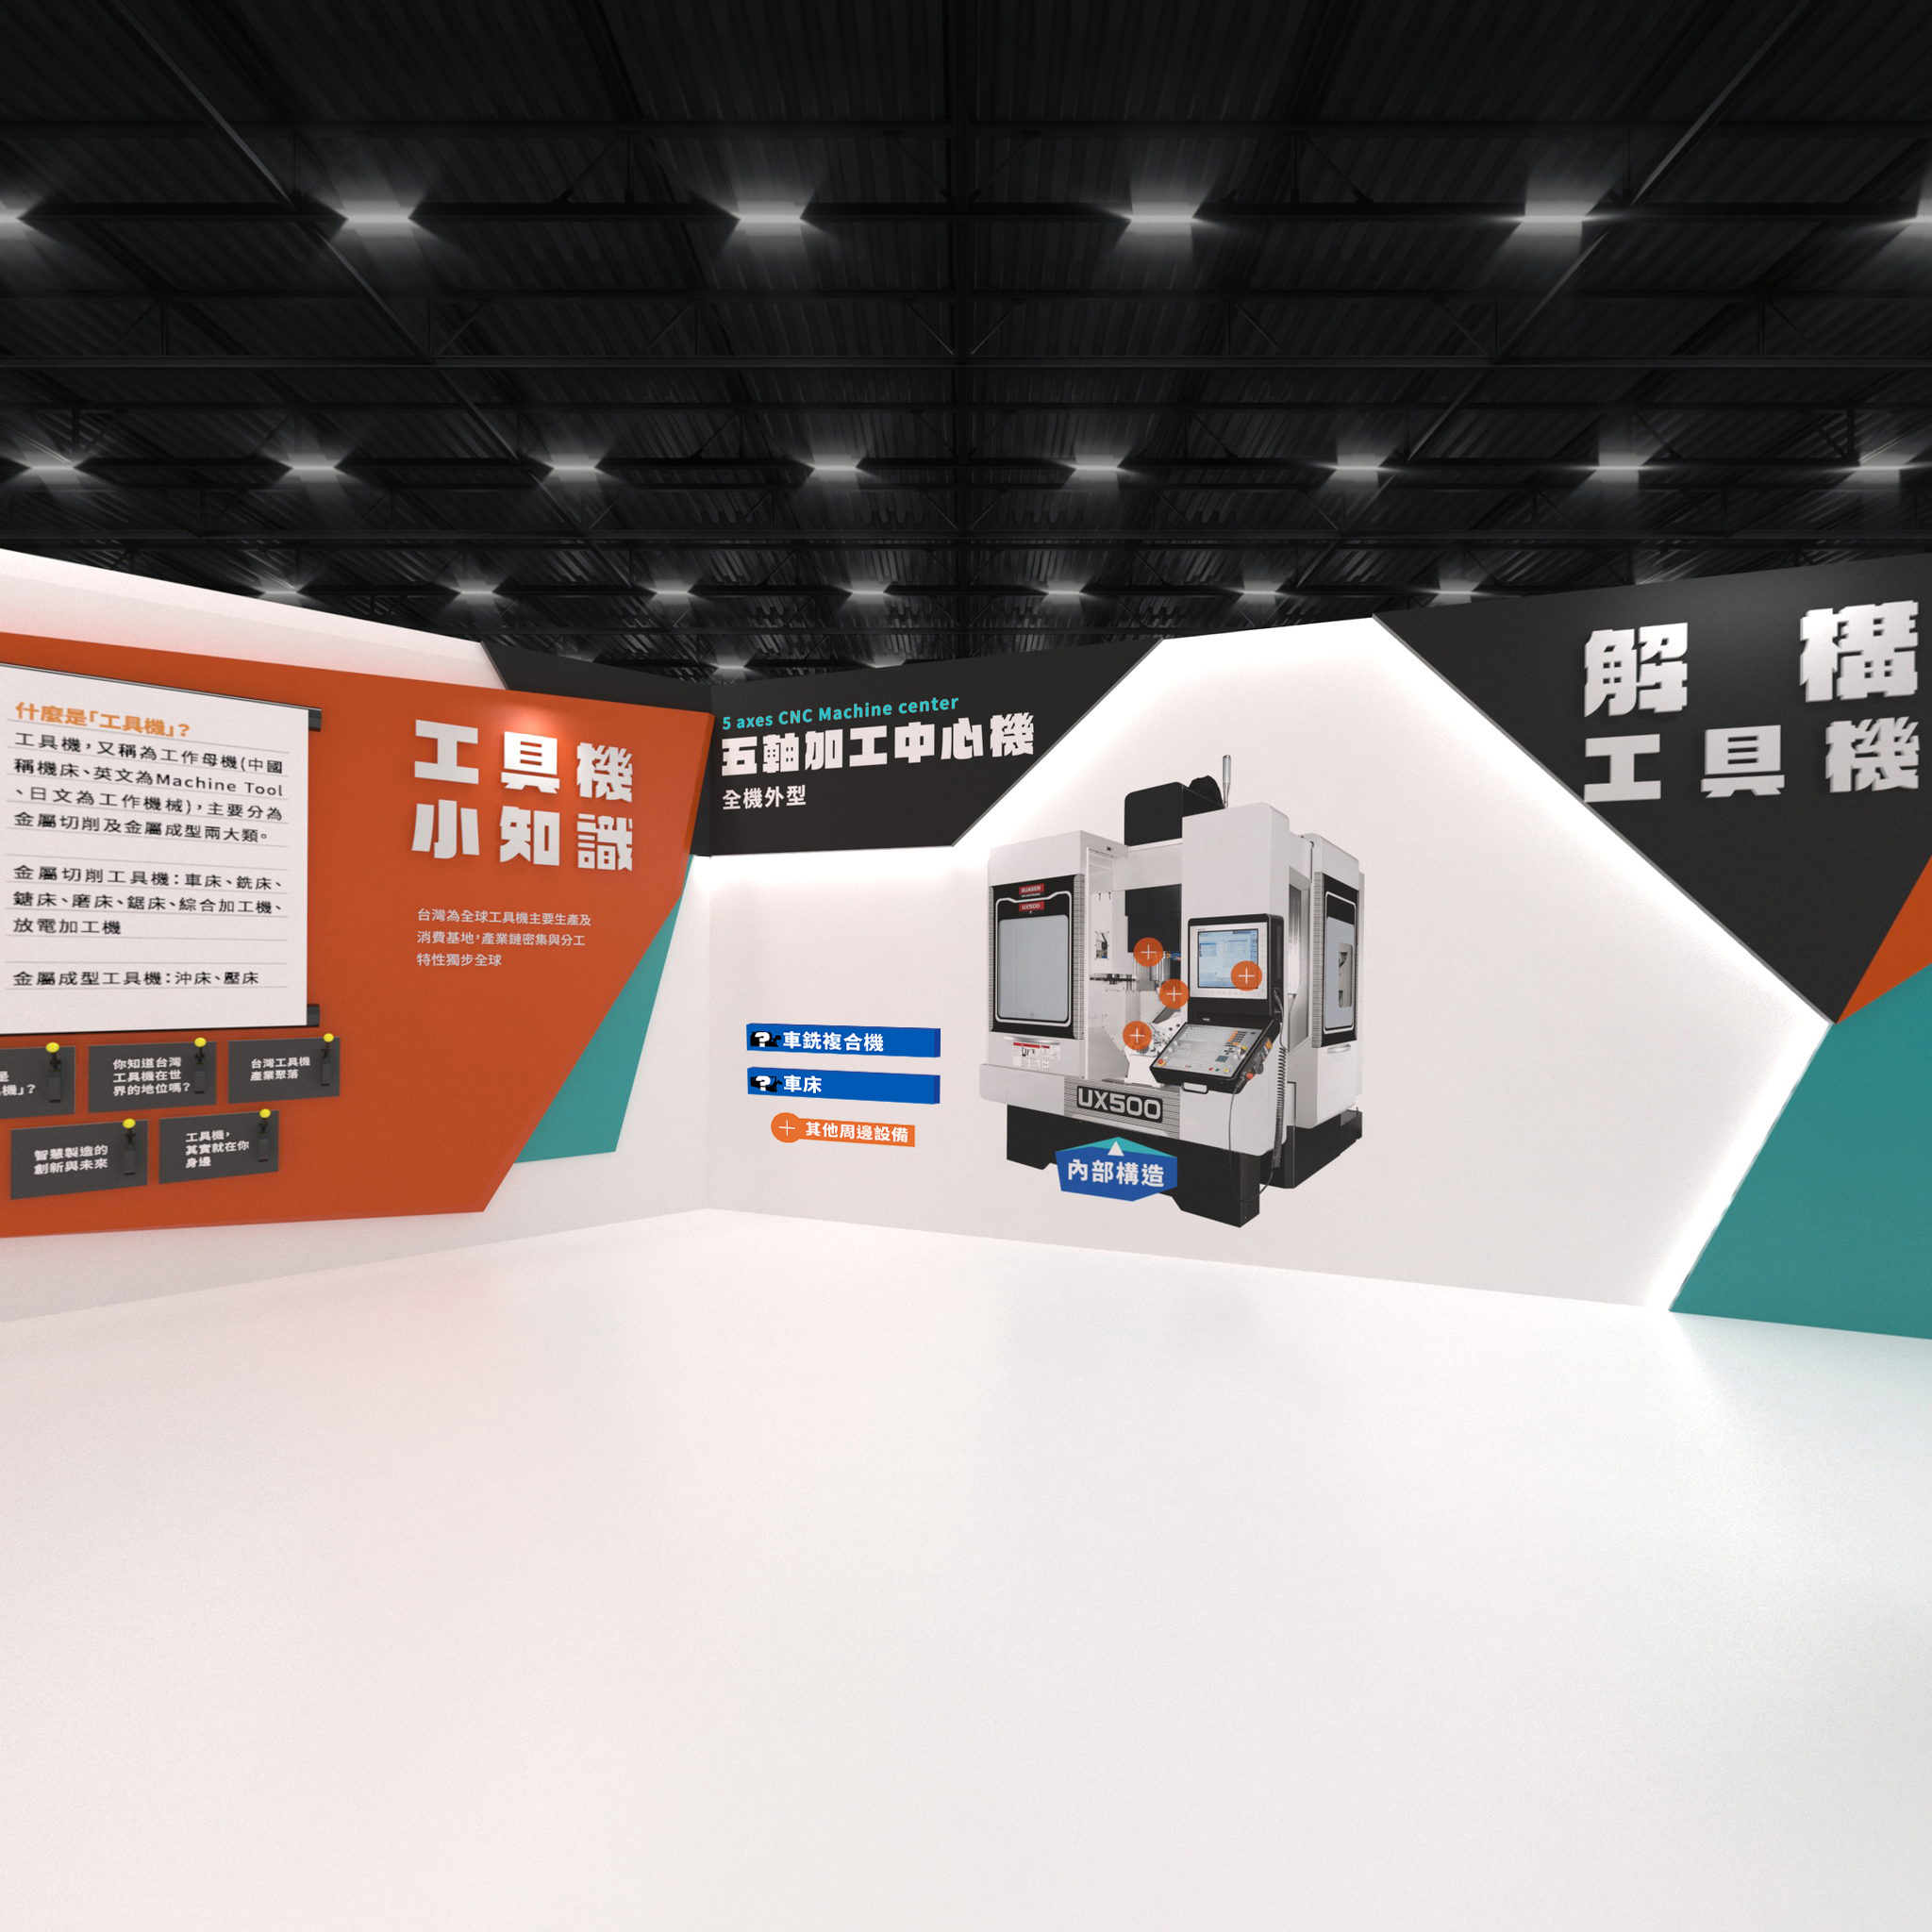 什麼是「工具機」?
工具機，又稱為工作母機(中國
稱機床、英文為Machine Tool
、日文為工作機械)，主要分為
金屬切削及金屬成型兩大類。
金屬切削工具機：車床、銑床、
鏜床、磨床、鋸床、綜合加工機、
放電加工機
金屬成型工具機：沖床、壓床
是
機」?
你知道台灣
工具機在世
界的地位嗎?
台灣工具機
產業聚落
智慧製造的
創新與未來
工具機，
其實就在你
身邊
工具機
小知識
台灣為全球工具機主要生產及
消費基地，產業鏈密集與分工
特性獨步全球
5 axes CNC Machine center
五軸加工中心機
全機外型
? 車銑複合機
? 車床
其他周邊設備
UX500
UX500
內部構造
解構
工具機